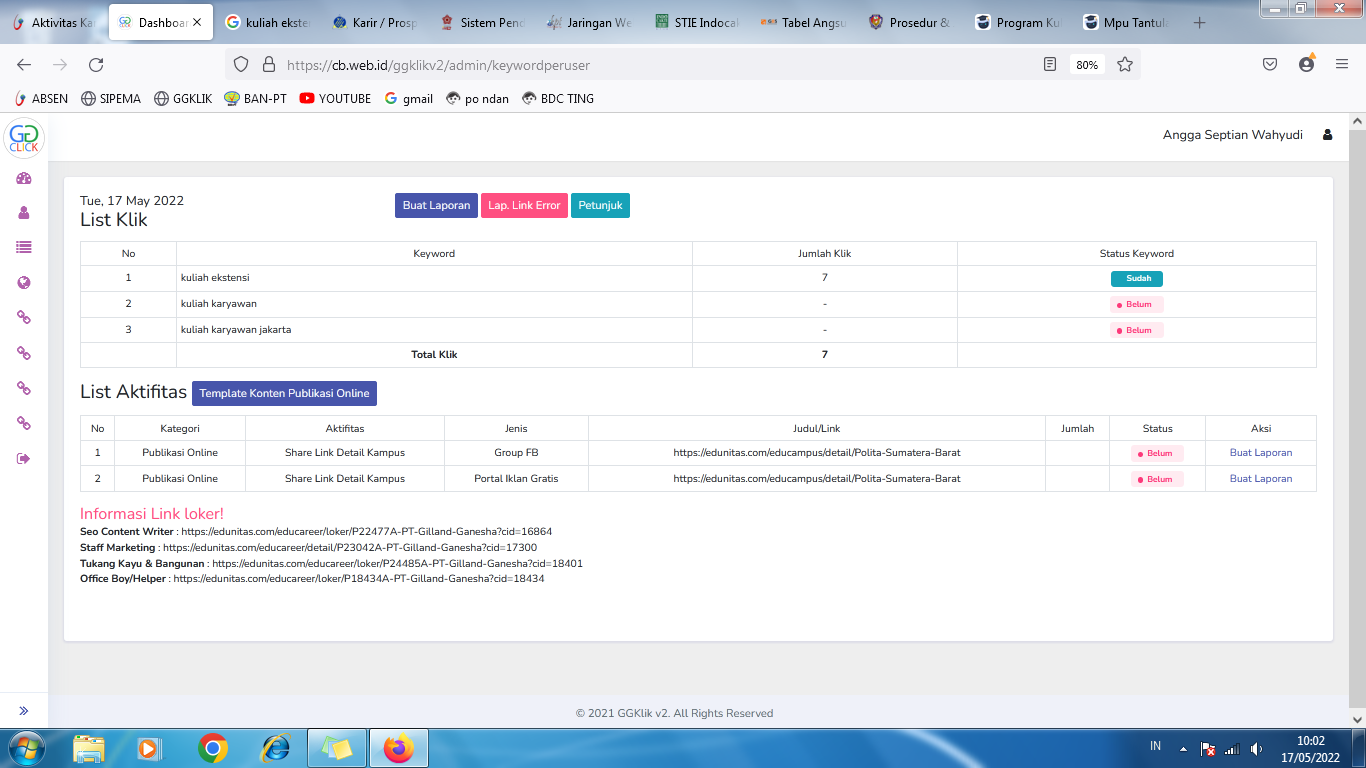 Aktivitas Ka
Dashboar
kuliah ekste
Karir / Prosp
Sistem Pend
Jaringan We
STIE Indocak
Tabel Angsu
Prosedur &
Program Ku
Mpu Tantula
https://cb.web.id/ggklikv2/admin/keywordperuser
80%
ABSEN SIPEMA GGKLIK BAN-PT YOUTUBE gmail po ndan BDC TING
GG CLICK
Angga Septian Wahyudi
Tue, 17 May 2022
List Klik
Buat Laporan Lap. Link Error Petunjuk
No Keyword Jumlah Klik Status Keyword
1 kuliah ekstensi 7 Sudah
2 kuliah karyawan - Belum
3 kuliah karyawan jakarta - Belum
Total Klik 7
List Aktifitas Template Konten Publikasi Online
No Kategori Aktifitas Jenis Judul/Link Jumlah Status Aksi
1 Publikasi Online Share Link Detail Kampus Group FB https://edunitas.com/educampus/detail/Polita-Sumatera-Barat Belum Buat Laporan
2 Publikasi Online Share Link Detail Kampus Portal Iklan Gratis https://edunitas.com/educampus/detail/Polita-Sumatera-Barat Belum Buat Laporan
Informasi Link loker!
Seo Content Writer : https://edunitas.com/educareer/loker/P22477A-PT-Gilland-Ganesha?cid=16864
Staff Marketing : https://edunitas.com/educareer/detail/P23042A-PT-Gilland-Ganesha?cid=17300
Tukang Kayu & Bangunan : https://edunitas.com/educareer/loker/P24485A-PT-Gilland-Ganesha?cid=18401
Office Boy/Helper : https://edunitas.com/educareer/loker/P18434A-PT-Gilland-Ganesha?cid=18434
© 2021 GGKlik v2. All Rights Reserved
IN
10:02
17/05/2022